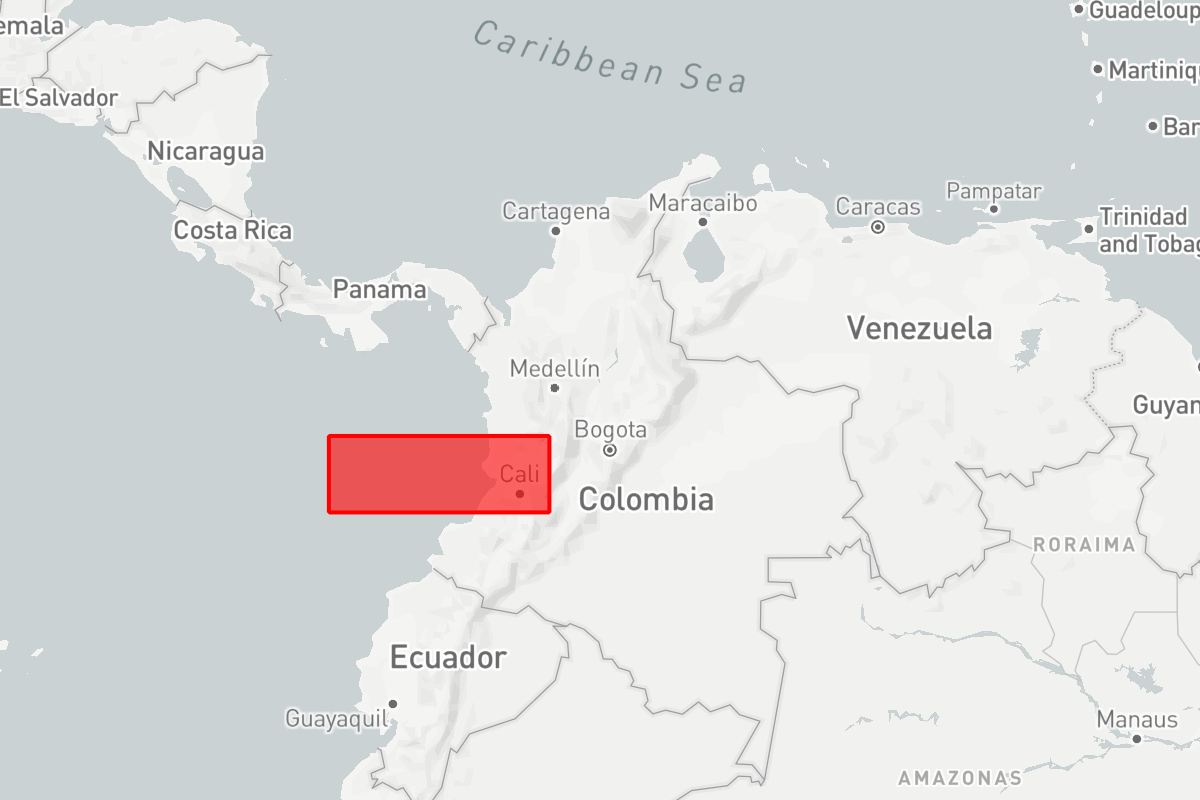 Guadeloup
emala
Caribbean Sea
Martiniqu
El Salvador
Bar
Nicaragua
Pampatar
Maracaibo
Cartagena
Caracas
Trinidad
and Tobag
Costa Rica
Panama
Venezuela
Medellín
Guyan
Bogota
Cali
Colombia
RORAIMA
Ecuador
Guayaquil
Manaus
AMAZONAS